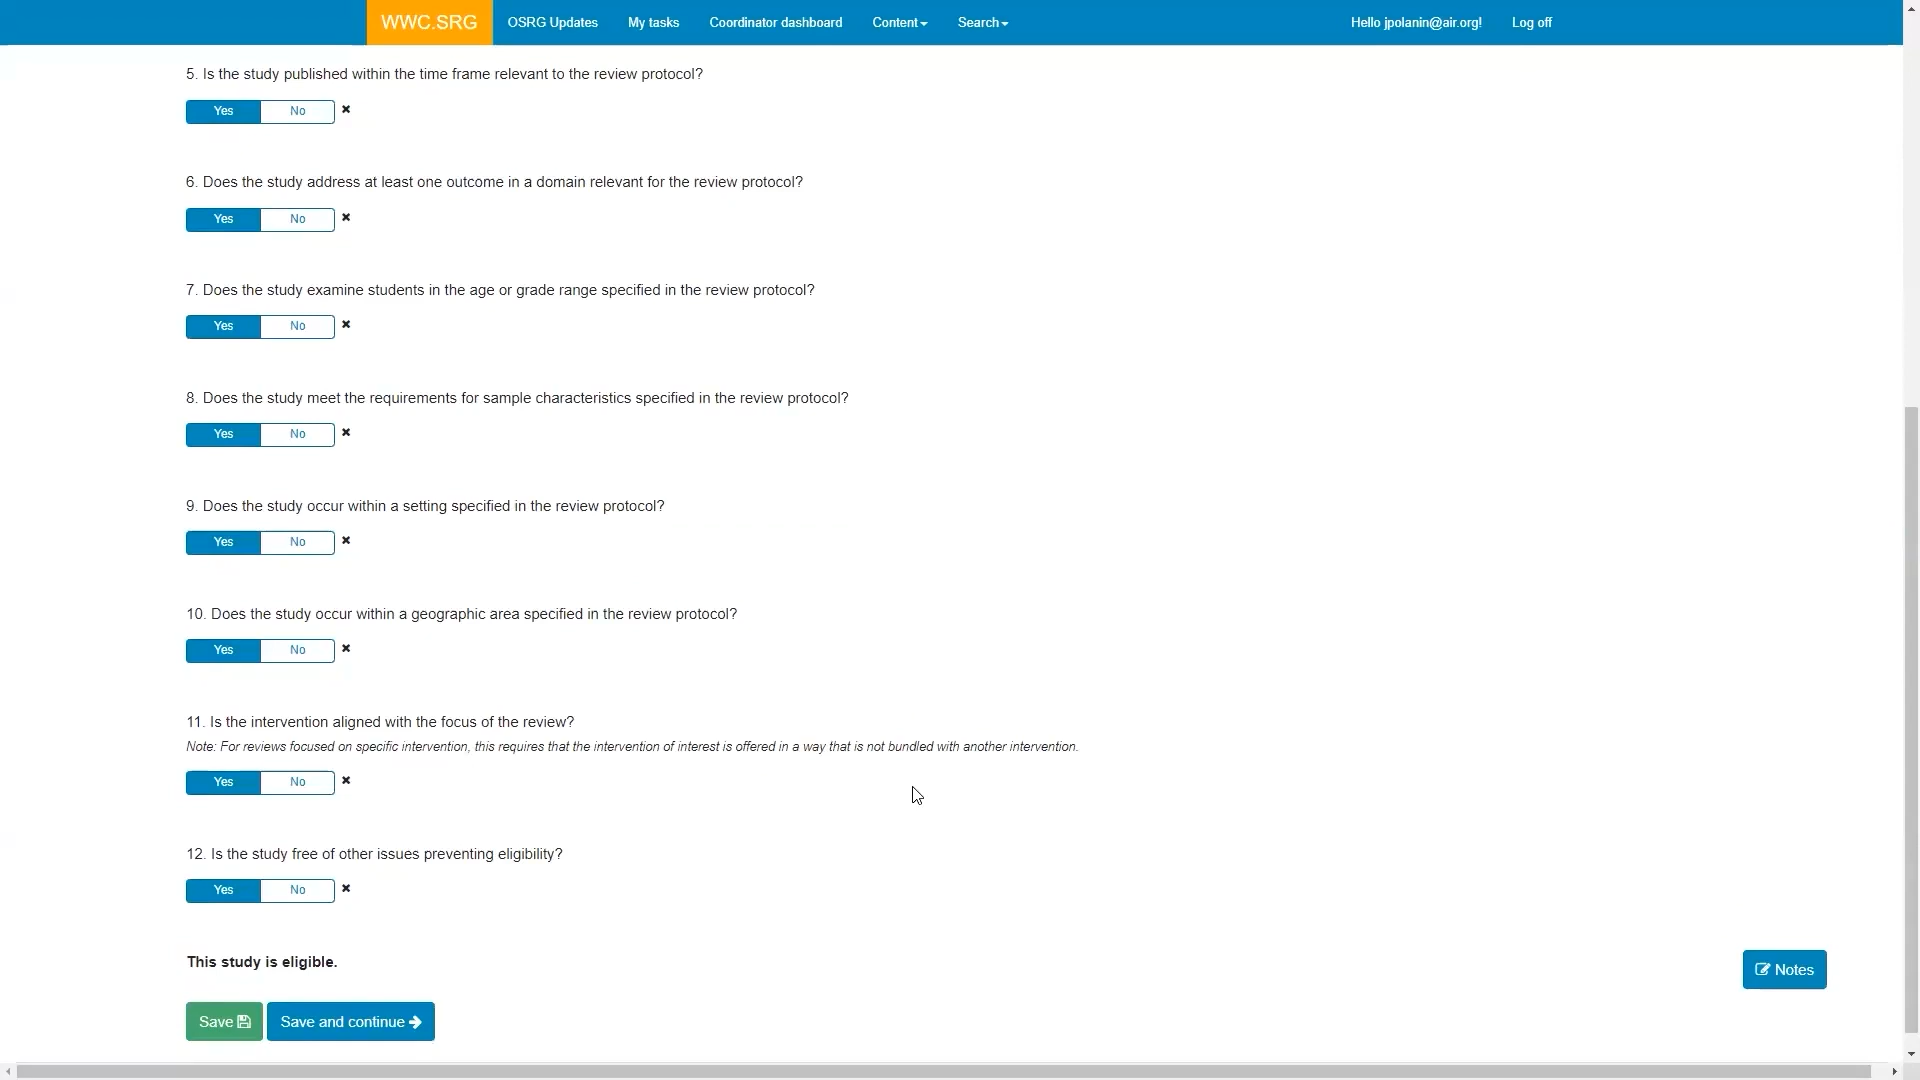 WWC.SRG OSRG Updates My tasks Coordinator dashboard Content Search Hello jpolanin@air.org! Log off
5. Is the study published within the time frame relevant to the review protocol?
Yes No
6. Does the study address at least one outcome in a domain relevant for the review protocol?
Yes No
7. Does the study examine students in the age or grade range specified in the review protocol?
Yes No
8. Does the study meet the requirements for sample characteristics specified in the review protocol?
Yes No
9. Does the study occur within a setting specified in the review protocol?
Yes No
10. Does the study occur within a geographic area specified in the review protocol?
Yes No
11. Is the intervention aligned with the focus of the review?
Note: For reviews focused on specific intervention, this requires that the intervention of interest is offered in a way that is not bundled with another intervention.
Yes No
12. Is the study free of other issues preventing eligibility?
Yes No
This study is eligible.
Notes
Save Save and continue